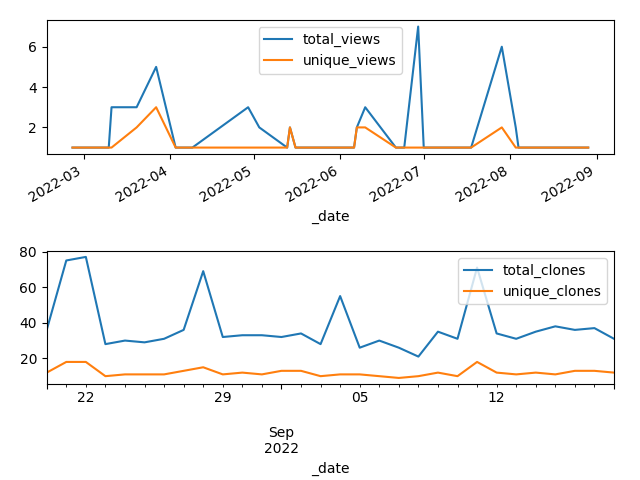 total_views
unique_views
6
4
2
2022-03
2022-04
2022-05
2022-06
2022-07
2022-08
2022-09
_date
total_clones
unique_clones
80
60
40
20
22
29
05
12
Sep
2022
_date